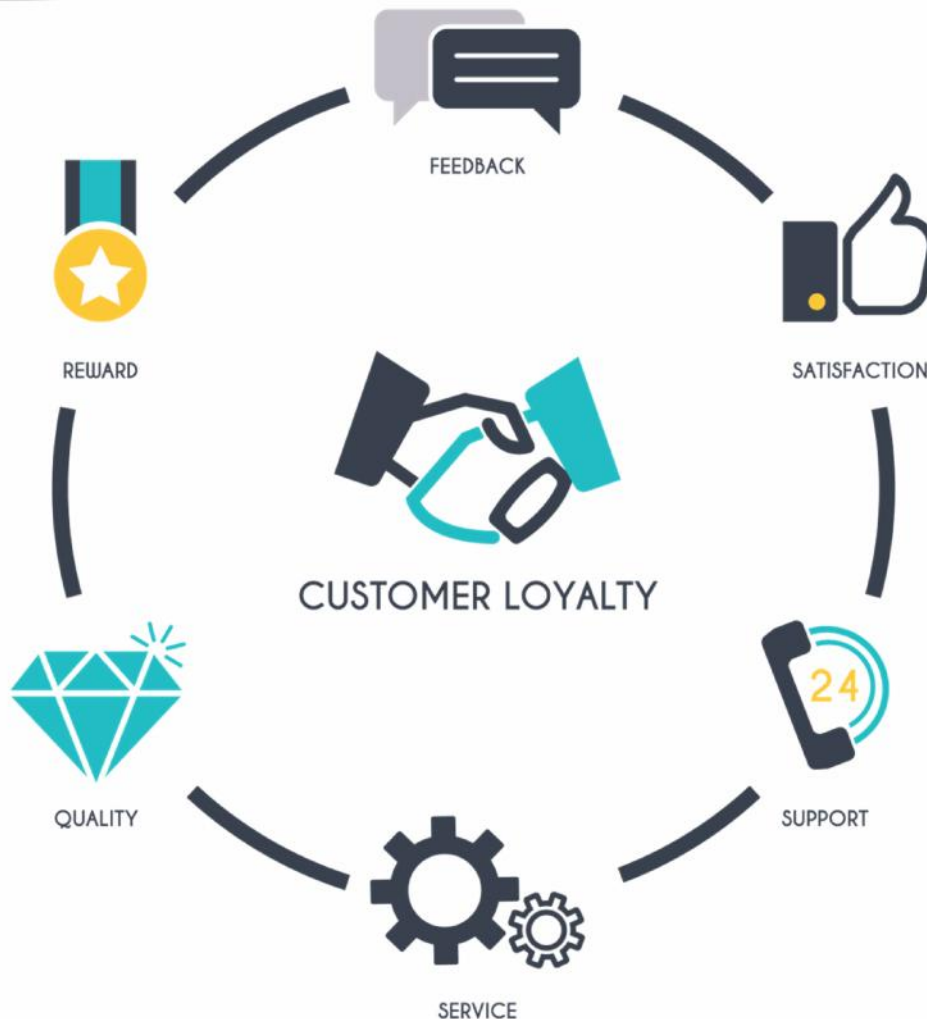 FEEDBACK
REWARD
SATISFACTION
CUSTOMER LOYALTY
24
QUALITY
SUPPORT
SERVICE